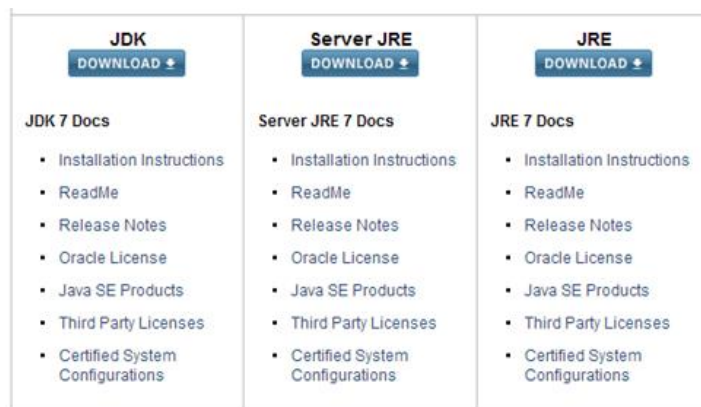 JDK
DOWNLOAD
JDK 7 Docs
Installation Instructions
ReadMe
Release Notes
Oracle License
Java SE Products
Third Party Licenses
Certified System
Configurations
Server JRE
DOWNLOAD
Server JRE 7 Docs
Installation Instructions
ReadMe
Release Notes
Oracle License
Java SE Products
Third Party Licenses
Certified System
Configurations
JRE
DOWNLOAD
JRE 7 Docs
Installation Instructions
ReadMe
Release Notes
Oracle License
Java SE Products
Third Party Licenses
Certified System
Configurations